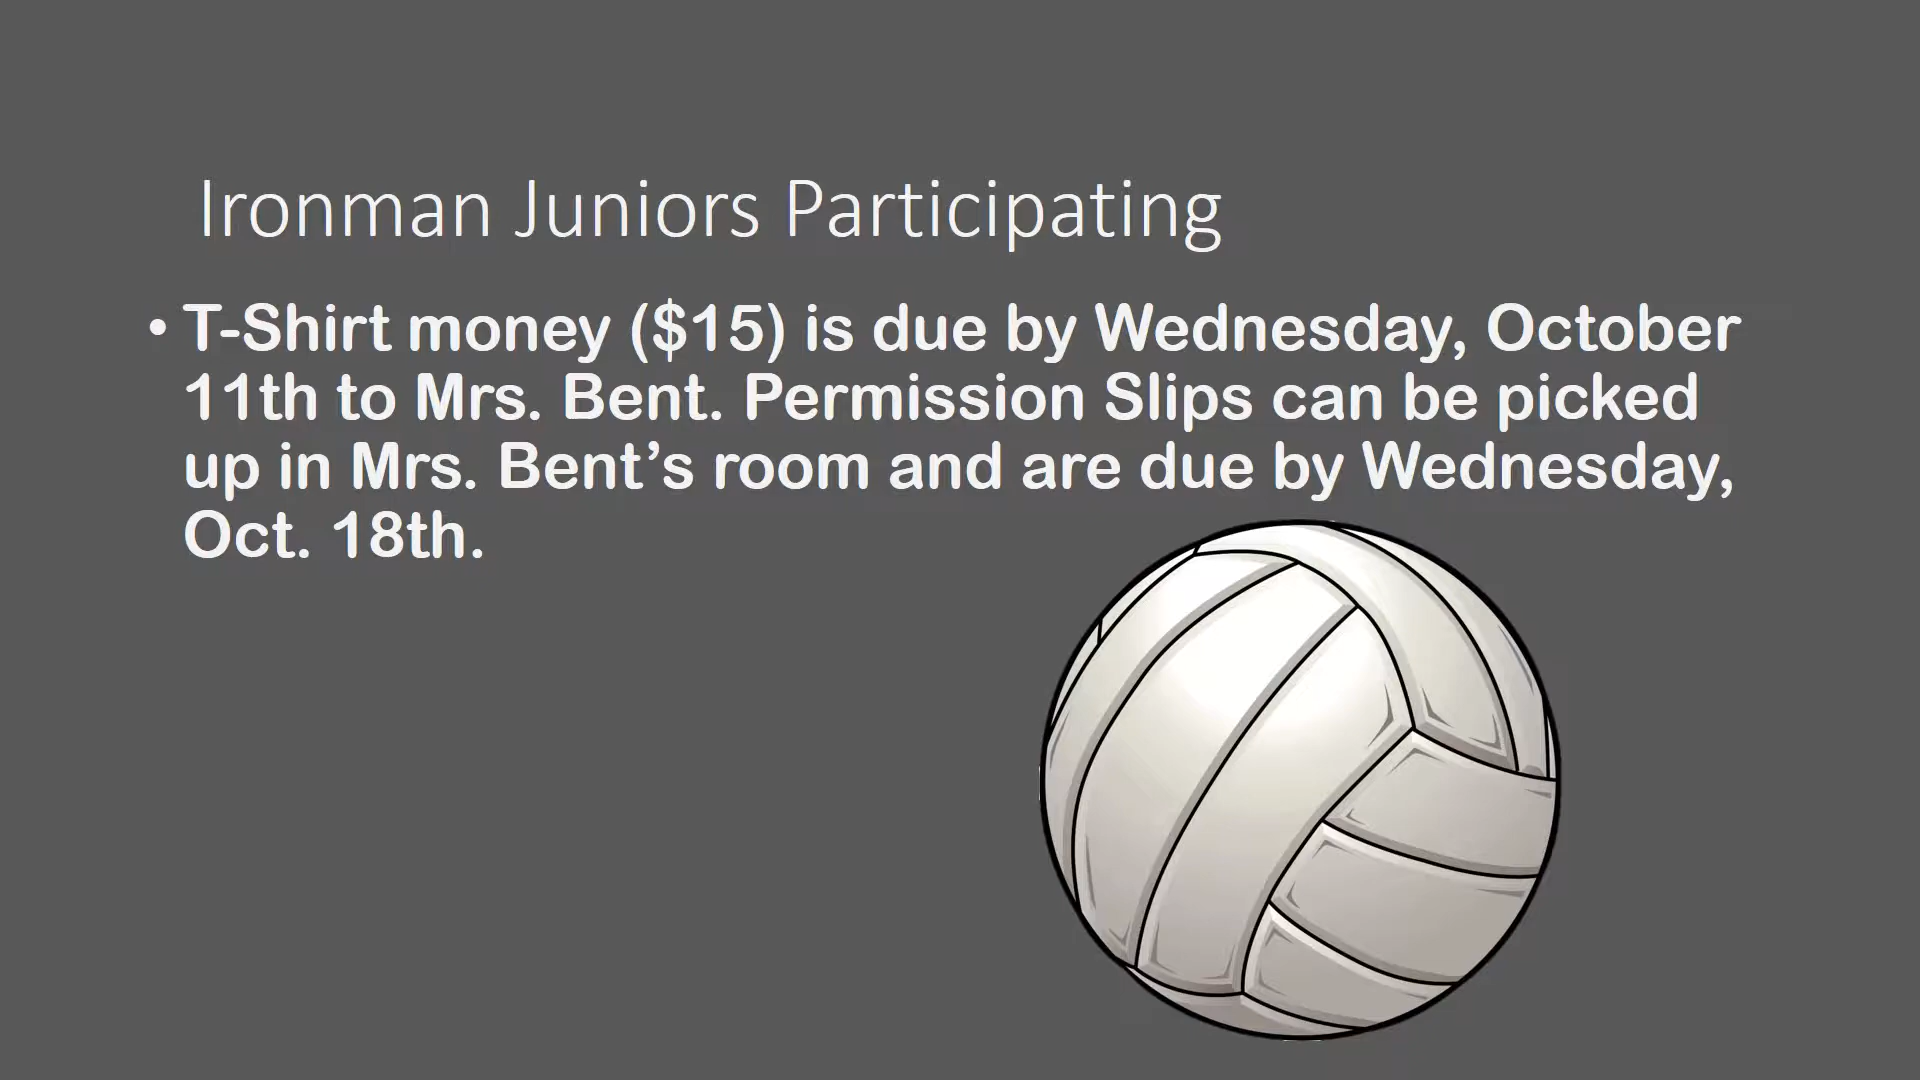 Ironman Juniors Participating
• T-Shirt money ($15) is due by Wednesday, October
11th to Mrs. Bent. Permission Slips can be picked
up in Mrs. Bent’s room and are due by Wednesday,
Oct. 18th.